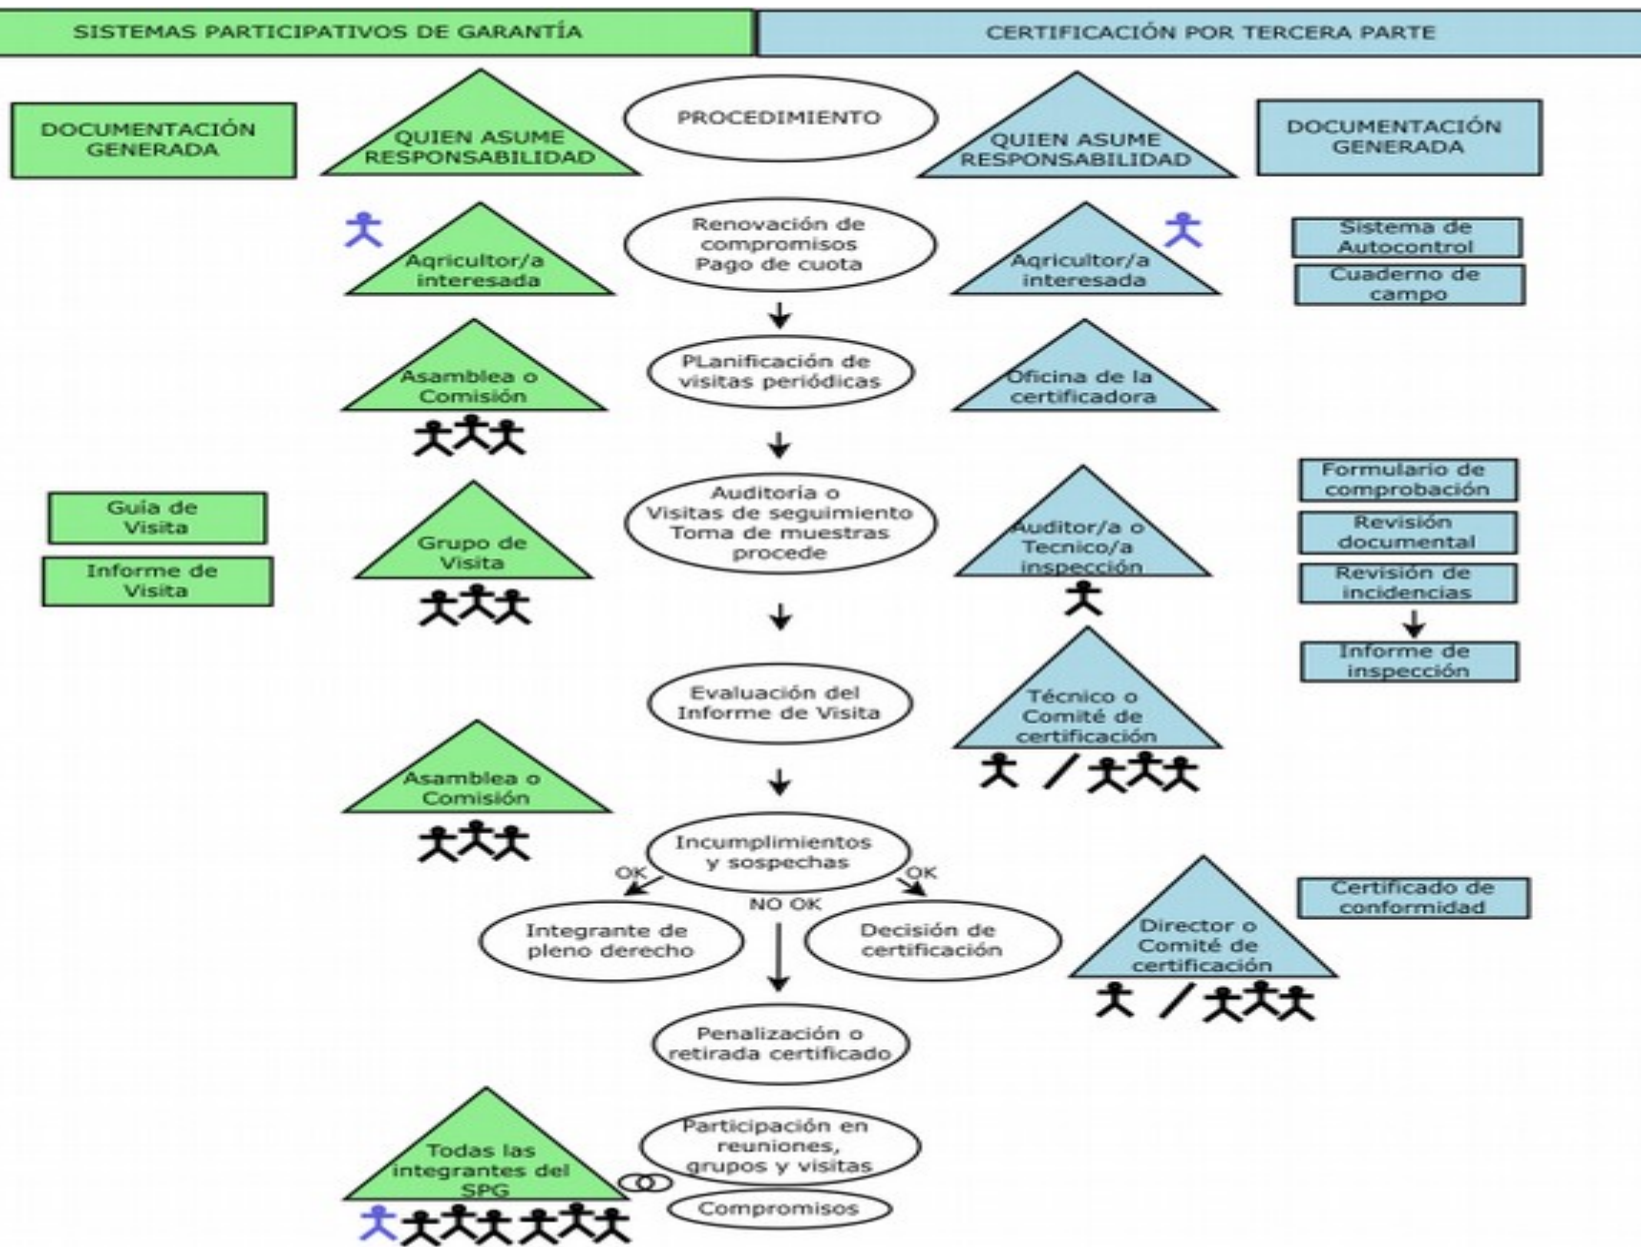 SISTEMAS PARTICIPATIVOS DE GARANTÍA
CERTIFICACIÓN POR TERCERA PARTE
DOCUMENTACIÓN
GENERADA
QUIEN ASUME
RESPONSABILIDAD
PROCEDIMIENTO
QUIEN ASUME
RESPONSABILIDAD
DOCUMENTACIÓN
GENERADA
Agricultor/a
interesada
Renovación de
compromisos
Pago de cuota
Agricultor/a
interesada
Sistema de
Autocontrol
Cuaderno de
campo
Asamblea o
Comisión
PLanificación de
visitas periódicas
Oficina de la
certificadora
Guía de
Visita
Informe de
Visita
Grupo de
Visita
Auditoría o
Visitas de seguimiento
Toma de muestras
procede
Auditor/a o
Tecnico/a
inspección
Formulario de
comprobación
Revisión
documental
Revisión de
incidencias
Informe de
inspección
Evaluación del
Informe de Visita
Técnico o
Comité de
certificación
Asamblea o
Comisión
Incumplimientos
y sospechas
OK
OK
NO OK
Integrante de
pleno derecho
Decisión de
certificación
Director o
Comité de
certificación
Certificado de
conformidad
Penalización o
retirada certificado
Todas las
integrantes del
SPG
Participación en
reuniones,
grupos y visitas
Compromisos